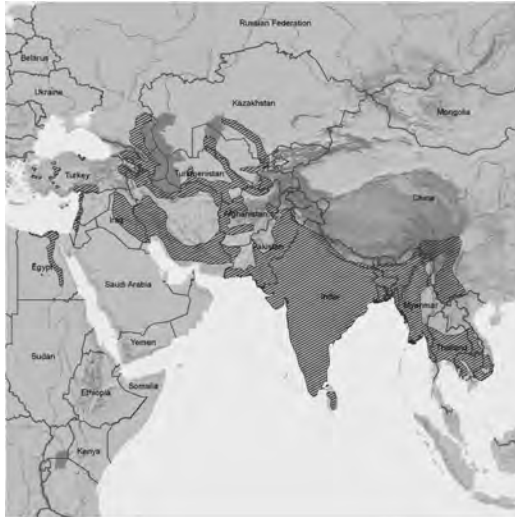 Russian Federation
Belarus
Ukraine
Kazakhstan
Mongolia
Turkey
Turkmenistan
China
Iraq
Afghanistan
Pakistan
Egypt
Saudi Arabia
India
Myanmar
Thailand
Sudan
Yemen
Ethiopia
Somalia
Kenya